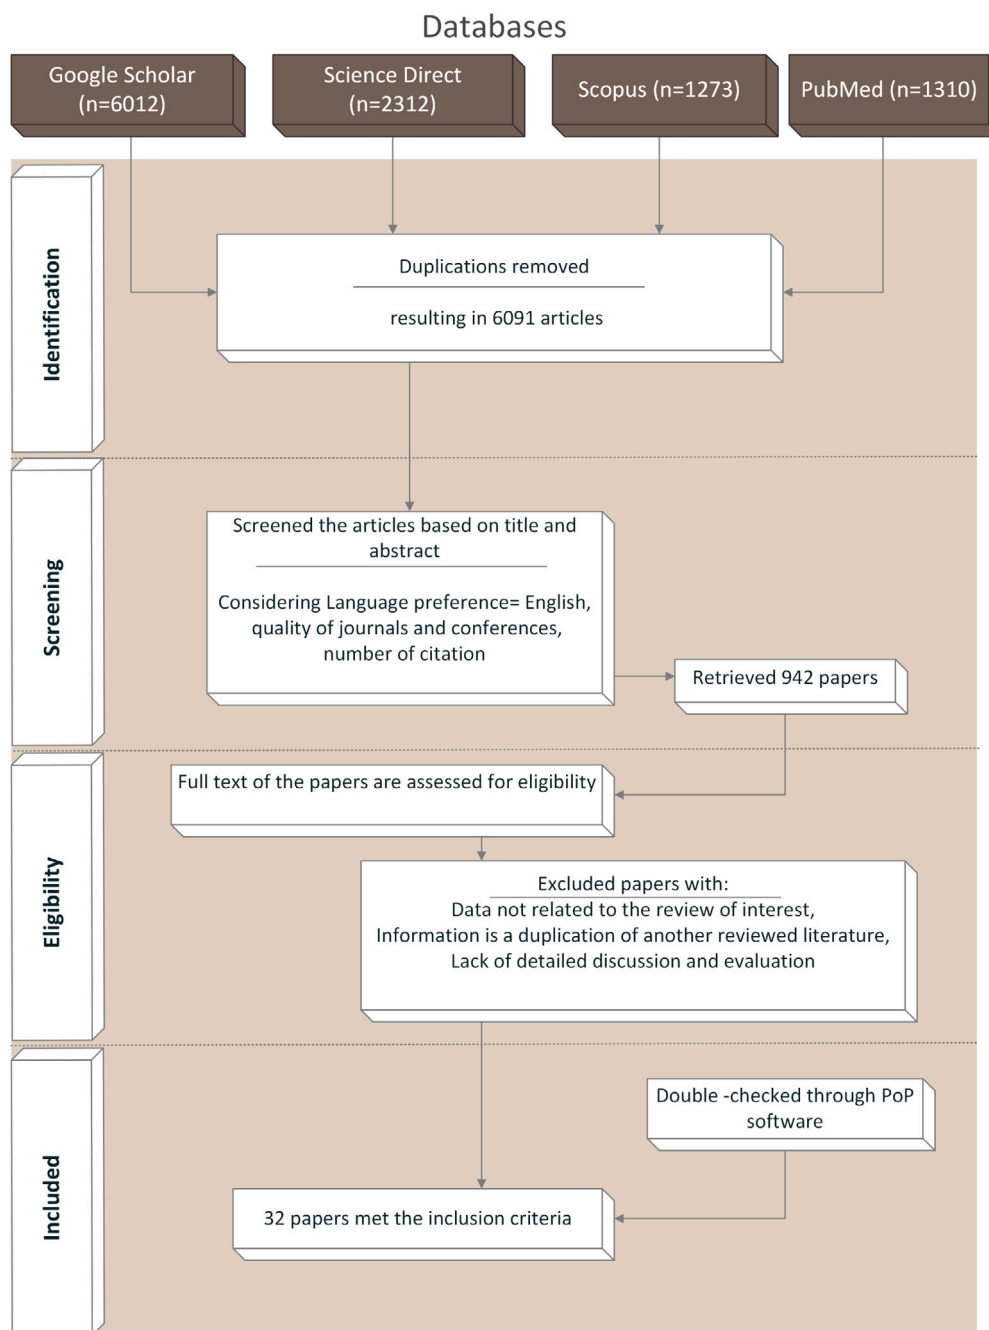 Databases
Google Scholar
(n=6012)
Science Direct
(n=2312)
Scopus (n=1273)
PubMed (n=1310)
Identification
Duplications removed
resulting in 6091 articles
Screening
Screened the articles based on title and
abstract
Considering Language preference= English,
quality of journals and conferences,
number of citation
Retrieved 942 papers
Eligibility
Full text of the papers are assessed for eligibility
Excluded papers with:
Data not related to the review of interest,
Information is a duplication of another reviewed literature,
Lack of detailed discussion and evaluation
Included
Double -checked through PoP
software
32 papers met the inclusion criteria